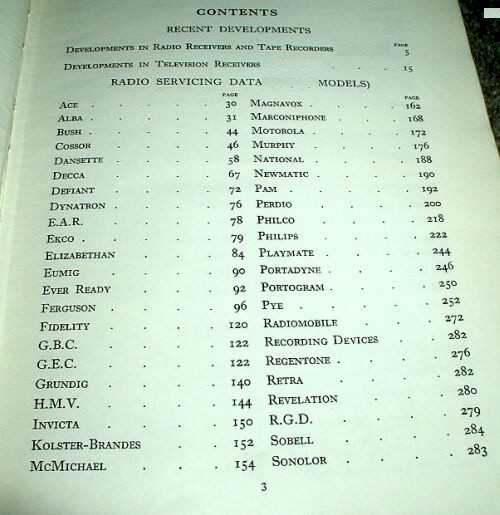 CONTENTS
RECENT DEVELOPMENTS
PAGE
Developments in Radio Receivers and Tape Recorders 5
Developments in Television Receivers . . . 15
RADIO SERVICING DATA MODELS)
PAGE
Ace . . . . . 30
Alba . . . . . 31
Bush . . . . . 44
Cossor . . . . 46
Dansette . . . . 58
Decca . . . . 67
Defiant . . . . 72
Dynatron . . . . 76
E.A.R. . . . . 78
Ekco . . . . . 79
Elizabethan . . . . 84
Eumig . . . . 90
Ever Ready . . . . 92
Ferguson . . . . 96
Fidelity . . . . 120
G.B.C. . . . . 122
G.E.C. . . . . 122
Grundig . . . . 140
H.M.V. . . . . 144
Invicta . . . . 150
Kolster-Brandes . . 152
McMichael . . . 154
PAGE
Magnavox . . . . 162
Marconiphone . . . 168
Motorola . . . . 172
Murphy . . . . 176
National . . . . 188
Newmatic . . . . 190
Pam . . . . . 192
Perdio . . . . 200
Philco . . . . 218
Philips . . . . 222
Playmate . . . . 244
Portadyne . . . . 246
Portogram . . . . 250
Pye . . . . . 252
Radiomobile . . . 272
Recording Devices . . 282
Regentone . . . . 276
Retra . . . . 282
Revelation . . . 280
R.G.D. . . . . 279
Sobell . . . . 284
Sonolor . . . . 283
3